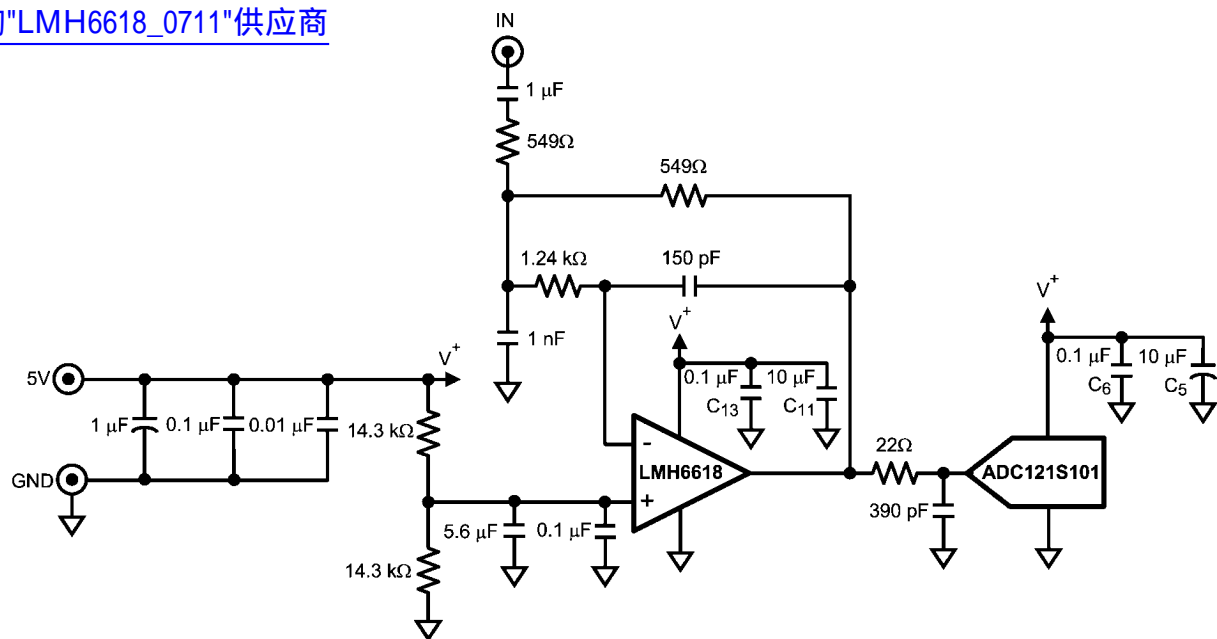 "LMH6618_0711"供应商
IN
1 μF
549Ω
549Ω
1.24 kΩ
150 pF
V+
1 nF
V+
V+
0.1 μF
10 μF
C6
C5
5V
0.1 μF
10 μF
C13
C11
1 μF
0.1 μF
0.01 μF
14.3 kΩ
-
LMH6618
+
22Ω
ADC121S101
GND
390 pF
5.6 μF
0.1 μF
14.3 kΩ